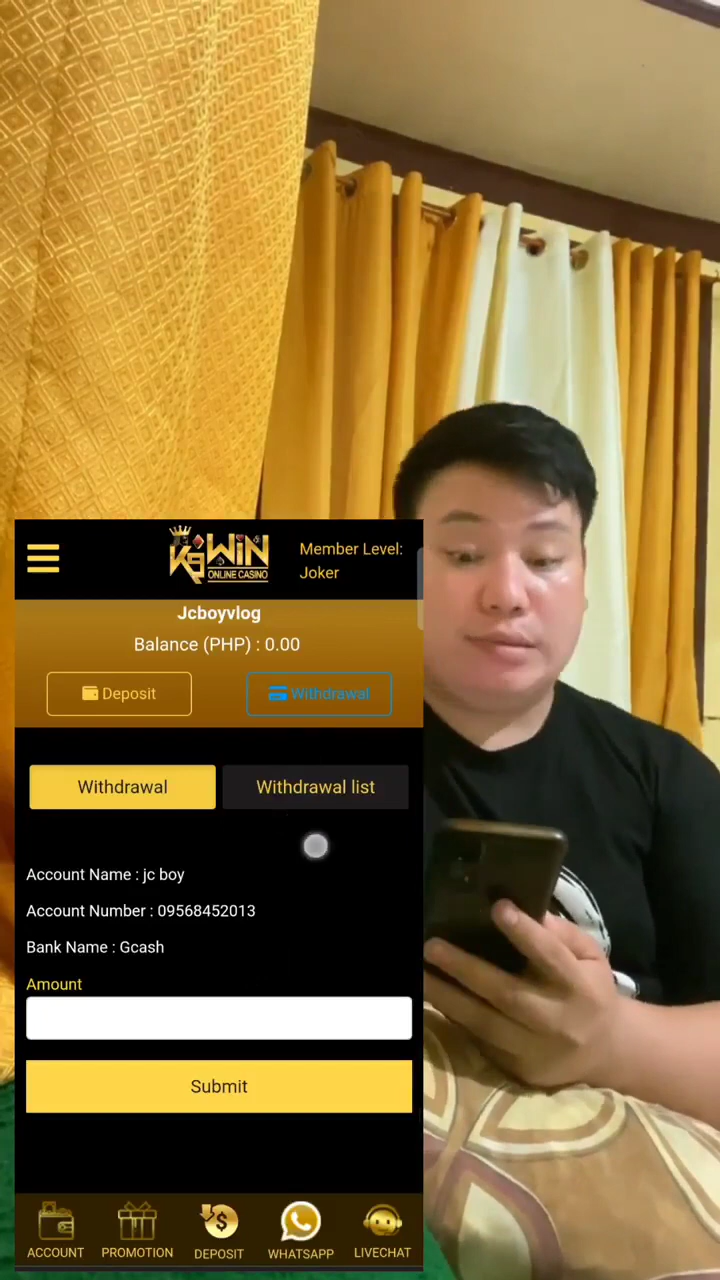 K9WIN
ONLINE CASINO
Member Level:
Joker
Jcboyvlog
Balance (PHP) : 0.00
Deposit
Withdrawal
Withdrawal
Withdrawal list
Account Name : jc boy
Account Number : 09568452013
Bank Name : Gcash
Amount
Submit
ACCOUNT
PROMOTION
DEPOSIT
WHATSAPP
LIVECHAT